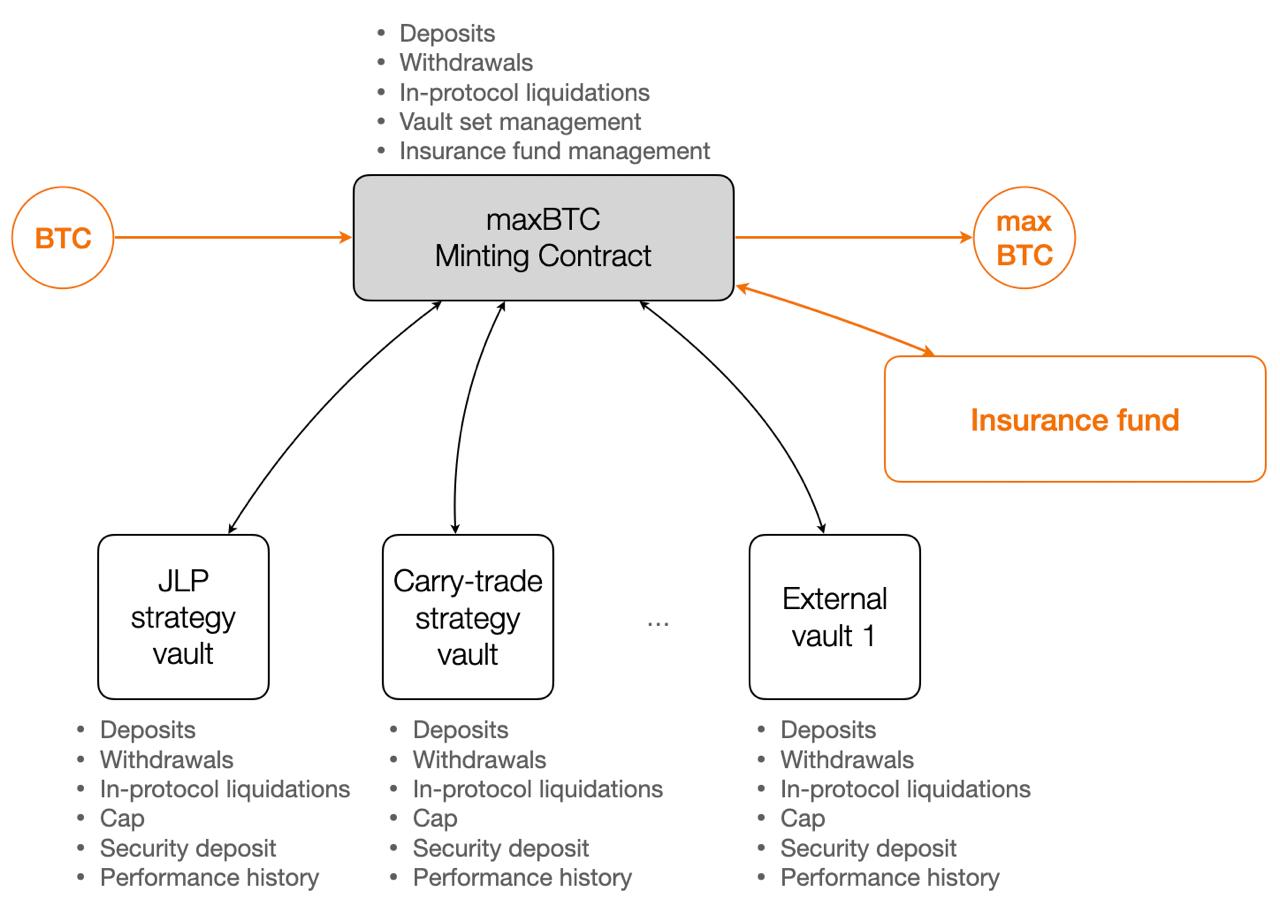 • Deposits
• Withdrawals
• In-protocol liquidations
• Vault set management
• Insurance fund management
BTC
maxBTC
Minting Contract
max
BTC
Insurance fund
JLP
strategy
vault
Carry-trade
strategy
vault
...
External
vault 1
• Deposits
• Withdrawals
• In-protocol liquidations
• Cap
• Security deposit
• Performance history
• Deposits
• Withdrawals
• In-protocol liquidations
• Cap
• Security deposit
• Performance history
• Deposits
• Withdrawals
• In-protocol liquidations
• Cap
• Security deposit
• Performance history